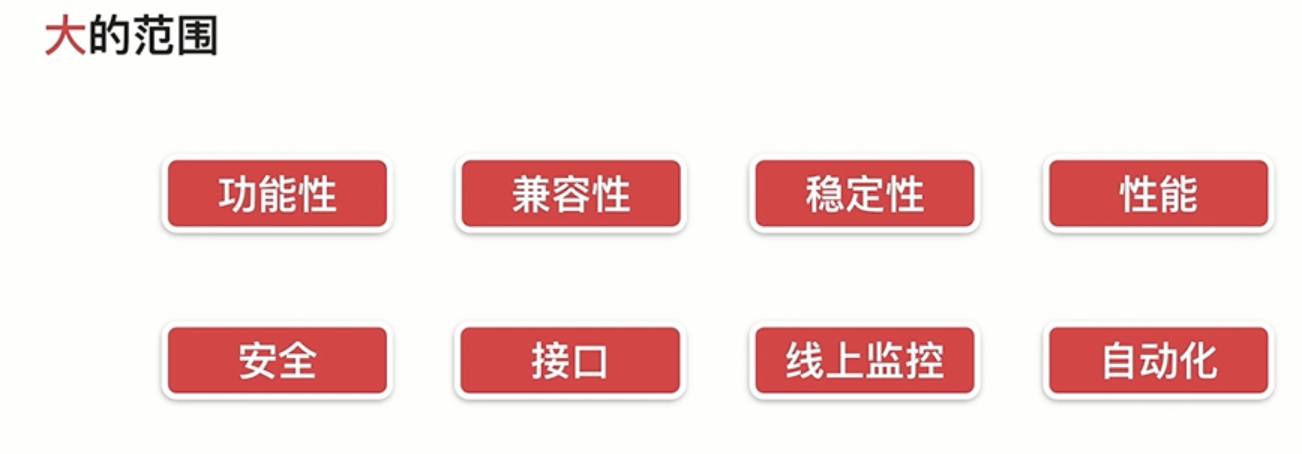 大的范围
功能性
兼容性
稳定性
性能
安全
接口
线上监控
自动化